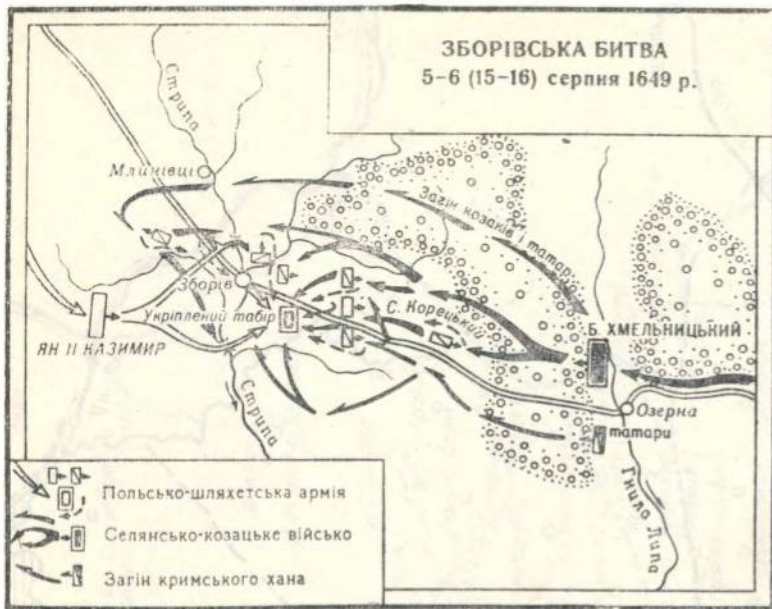 ЗБОРІВСЬКА БИТВА
5-6 (15-16) серпня 1649 р.
Стрипа
Млинівці
Загін козаків і татар
Зборів
Укріплений табір
С. Корецький
Б. ХМЕЛЬНИЦЬКИЙ
ЯН ІІ КАЗИМИР
Озерна
татари
Стрипа
Гнила Липа
Польсько-шляхетська армія
Селянсько-козацьке військо
Загін кримського хана